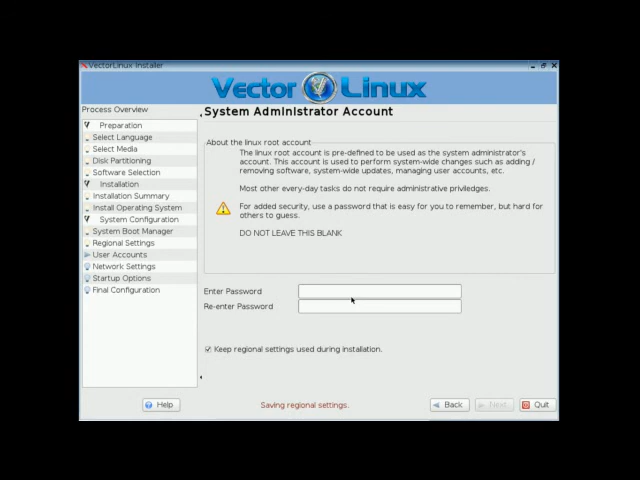 VectorLinux Installer
Vector Linux
Process Overview
Preparation
Select Language
Select Media
Disk Partitioning
Software Selection
Installation
Installation Summary
Install Operating System
System Configuration
System Boot Manager
Regional Settings
User Accounts
Network Settings
Startup Options
Final Configuration
System Administrator Account
About the linux root account
The linux root account is pre-defined to be used as the system administrator's
account. This account is used to perform system-wide changes such as adding /
removing software, system-wide updates, managing user accounts, etc.
Most other every-day tasks do not require administrative priviledges.
For added security, use a password that is easy for you to remember, but hard for
others to guess.
DO NOT LEAVE THIS BLANK
Enter Password
Re-enter Password
Keep regional settings used during installation.
Help
Saving regional settings.
Back
Next
Quit